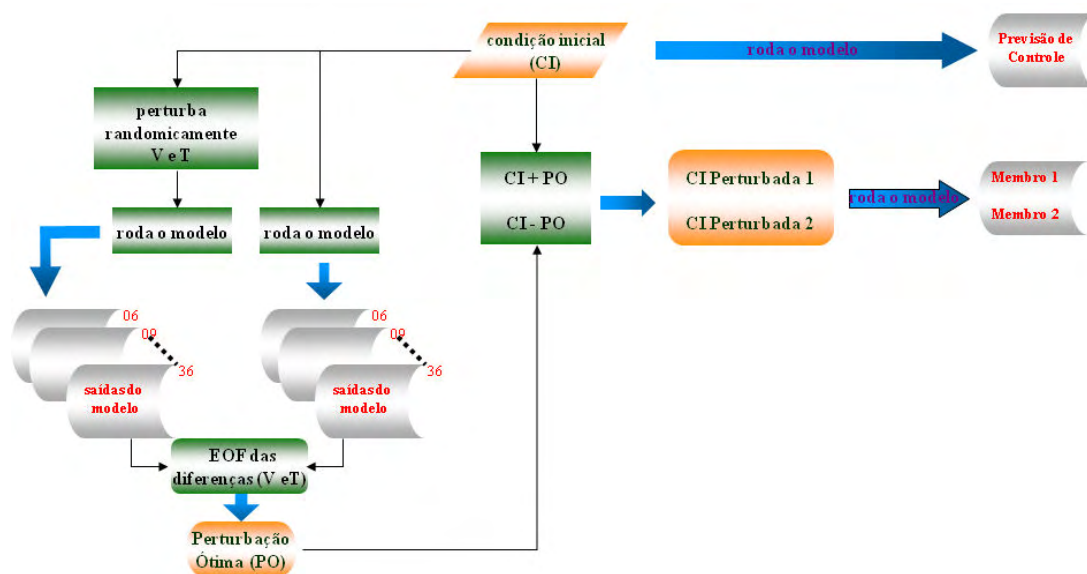 condição inicial
(CI)
roda o modelo
Previsão de
Controle
perturba
randomicamente
V e T
CI + PO
CI - PO
CI Perturbada 1
CI Perturbada 2
roda o modelo
Membro 1
Membro 2
roda o modelo
roda o modelo
06
09
36
saídas do
modelo
06
09
36
saídas do
modelo
EOF das
diferenças (V e T)
Perturbação
Ótima (PO)